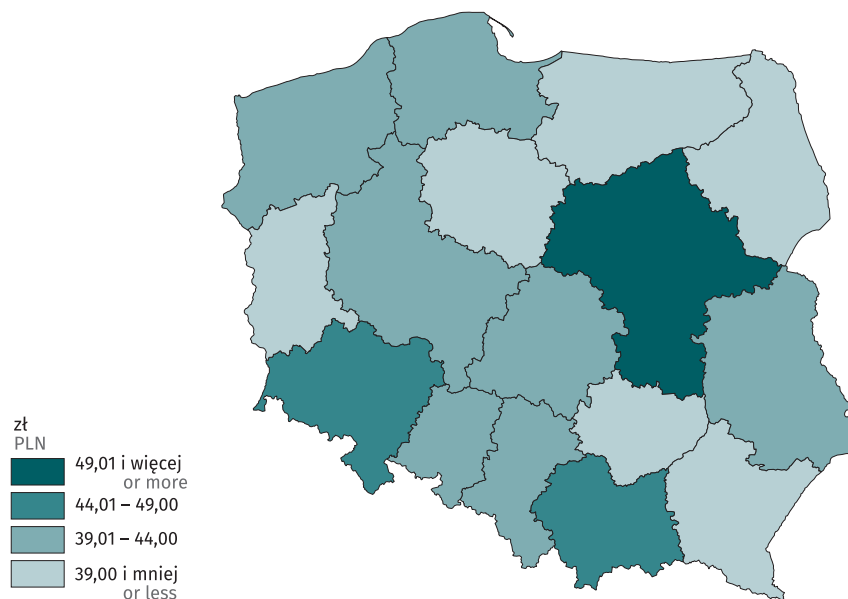 zł
PLN
49,01 i więcej
or more
44,01 – 49,00
39,01 – 44,00
39,00 i mniej
or less